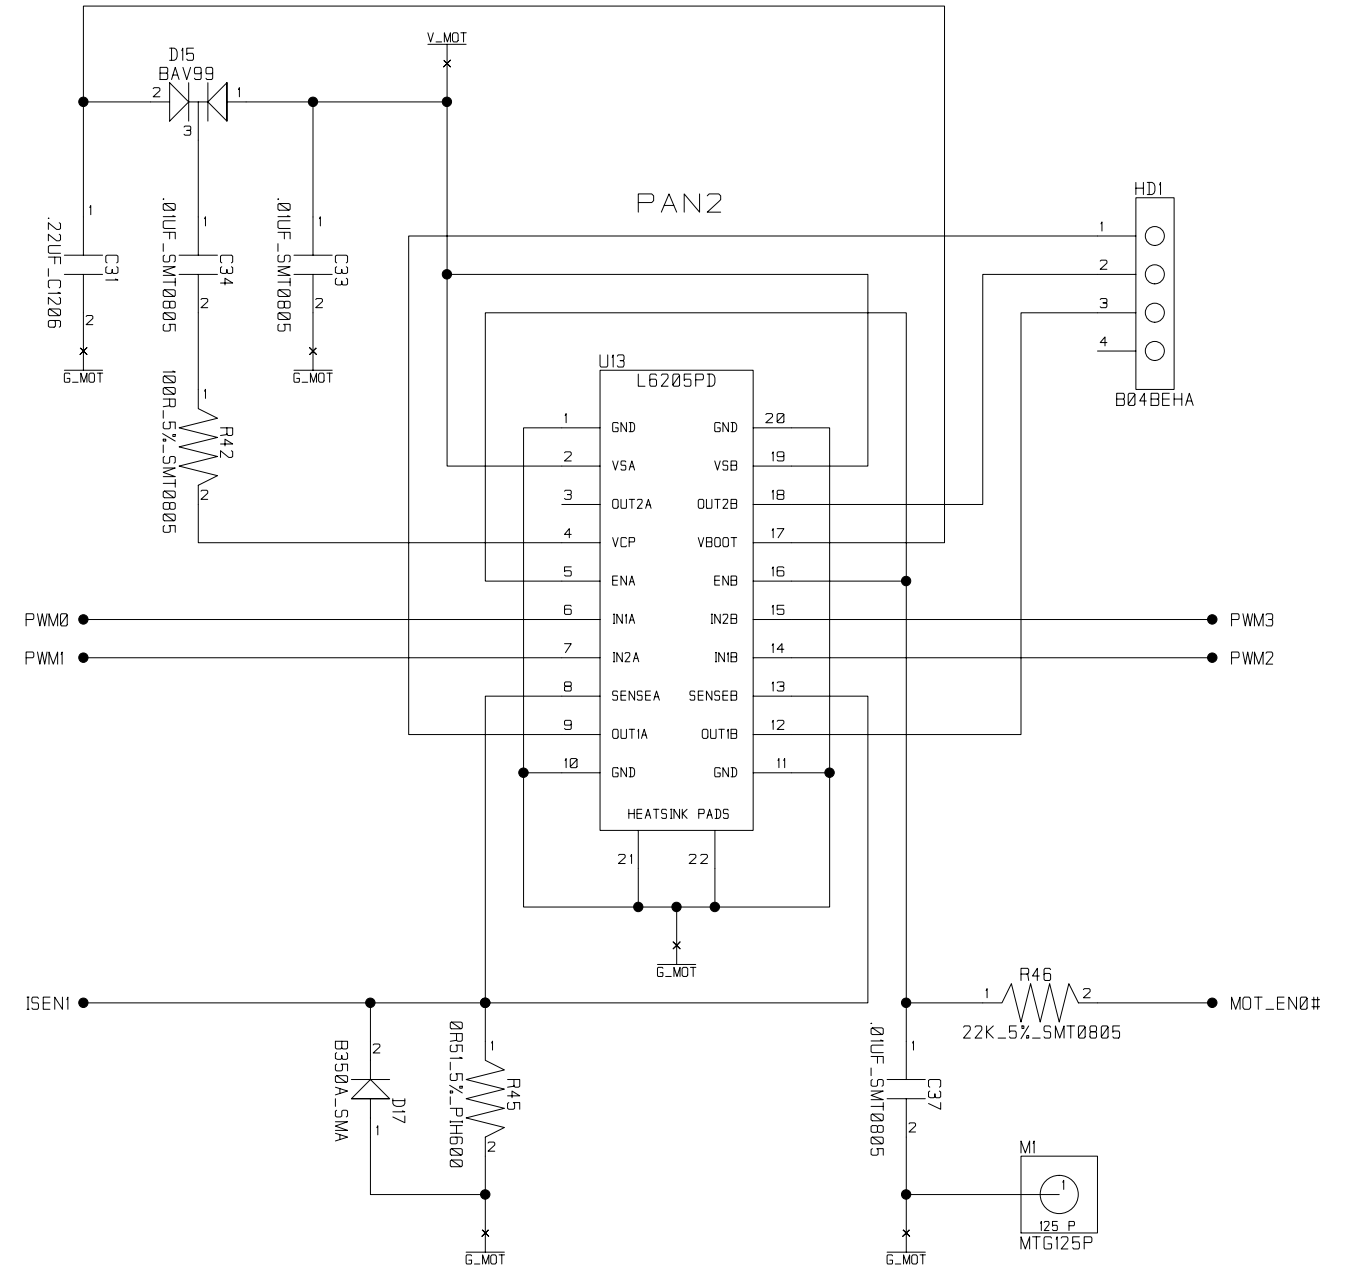 V_MOT
D15
BAV99
2
1
3
PAN2
HD1
1
2
3
4
B04BEHA
1
.22UF_C1206
C31
2
G_MOT
1
.01UF_SMT0805
C34
2
1
.01UF_SMT0805
C33
2
G_MOT
1
100R_5%_SMT0805
R42
2
U13
L6205PD
1 GND GND 20
2 VSA VSB 19
3 OUT2A OUT2B 18
4 VCP VBOOT 17
5 ENA ENB 16
PWM0 6 IN1A IN2B 15 PWM3
PWM1 7 IN2A IN1B 14 PWM2
8 SENSEA SENSEB 13
9 OUT1A OUT1B 12
10 GND GND 11
HEATSINK PADS
21 22
G_MOT
ISEN1
R46
1 2
MOT_EN0#
22K_5%_SMT0805
2
B350A_SMA
D17
1
1
0R51_5%_PIH600
R45
2
G_MOT
1
.01UF_SMT0805
C37
2
G_MOT
M1
1
125 P
MTG125P